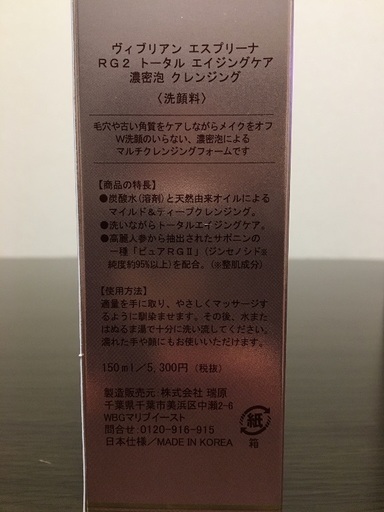 ヴィブリアン エスプリーナ
RG2 トータル エイジングケア
濃密泡 クレンジング
〈洗顔料〉
毛穴や古い角質をケアしながらメイクをオフ
W洗顔のいらない、濃密泡による
マルチクレンジングフォームです
【商品の特長】
●炭酸水(溶剤)と天然由来オイルによる
マイルド＆ディープクレンジング。
●洗いながらトータルエイジングケア。
●高麗人参から抽出されたサポニンの
一種「ピュアRGⅡ」(ジンセノシド※
純度約95%以上)を配合。(※整肌成分)
【使用方法】
適量を手に取り、やさしくマッサージす
るように馴染ませます。その後、水また
はぬるま湯で十分に洗い流してください。
濡れた手や顔にもお使いいただけます。
150ml／5,300円 (税抜)
製造販売元 株式会社 瑞原
千葉県千葉市美浜区中瀬2-6
WBGマリブイースト
問合せ 0120-918-915
日本仕様／MADE IN KOREA
紙
箱